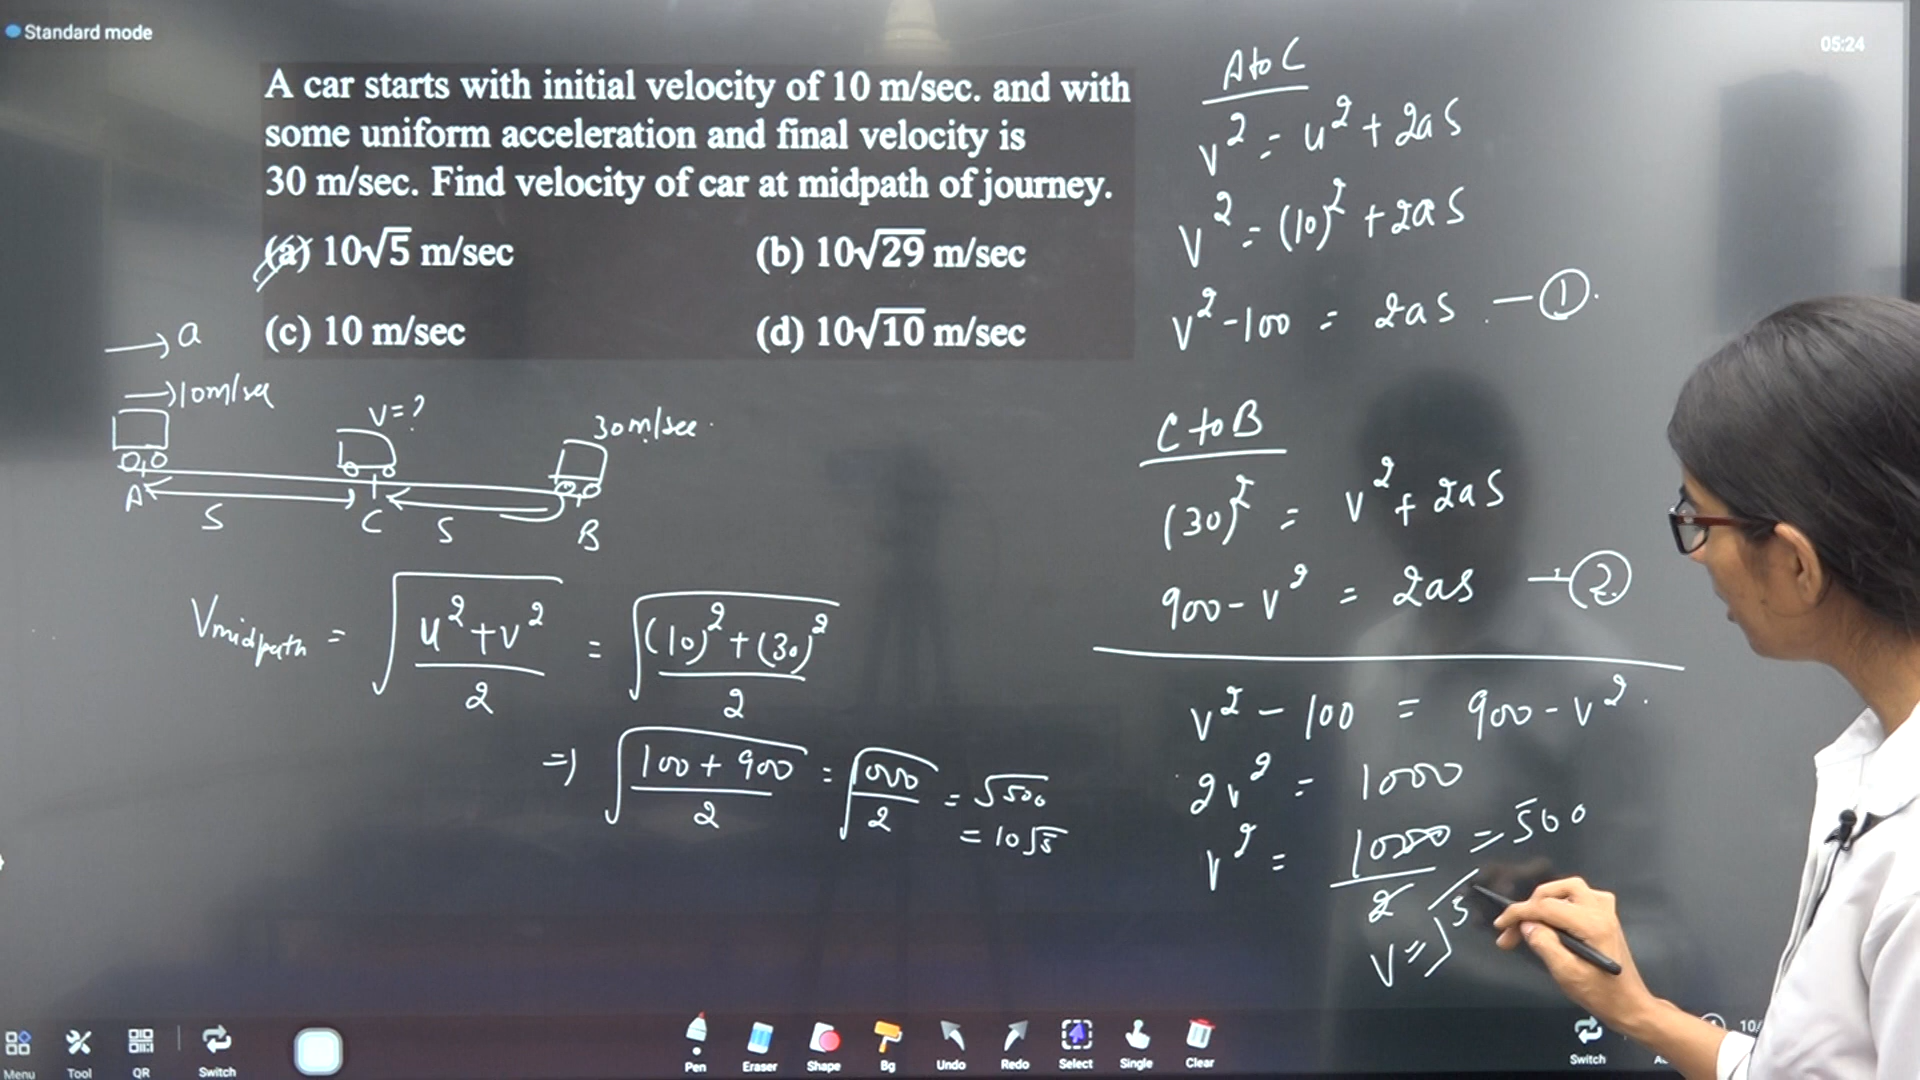 Standard mode
05:24
A car starts with initial velocity of 10 m/sec. and with
some uniform acceleration and final velocity is
30 m/sec. Find velocity of car at midpath of journey.
(a) 10√5 m/sec
(b) 10√29 m/sec
(c) 10 m/sec
(d) 10√10 m/sec
→ a
→ 10m/sec
V=?
30m/sec.
A
S
C
S
B
Vmidpath = √((u²+v²)/2) = √(((10)²+(30)²)/2)
⇒ √((100+900)/2) = √(1000/2) = √500
= 10√5
A to C
v² = u² + 2as
v² = (10)² + 2as
v² - 100 = 2as — ①
C to B
(30)² = v² + 2as
900 - v² = 2as — ②
v² - 100 = 900 - v².
2v² = 1000
v² = 1000/2 = 500
V = √5
Menu
Tool
QR
Switch
Pen
Eraser
Shape
Bg
Undo
Redo
Select
Single
Clear
Switch
10/